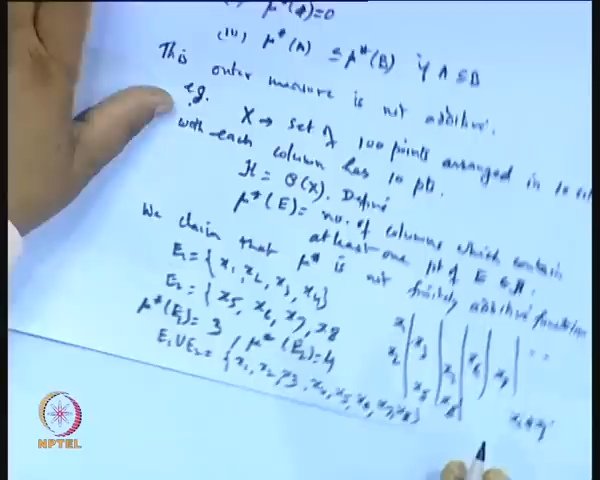 μ*(φ)=0
(iv) μ*(A) ≤ μ*(B) if A ⊆ B
This outer measure is not additive.
e.g. X → set of 100 points arranged in 10
with each column has 10 pts.
H = P(X). Define
μ*(E) = no. of columns which contain
at least one pt of E ∈ H.
We claim that μ* is not finitely additive function
E₁ = {x₁, x₂, x₃, x₄}
E₂ = {x₅, x₆, x₇, x₈
μ*(E₁) = 3, μ*(E₂) = 4
E₁∪E₂ = {x₁, x₂, x₃, x₄, x₅, x₆, x₇, x₈}
NPTEL